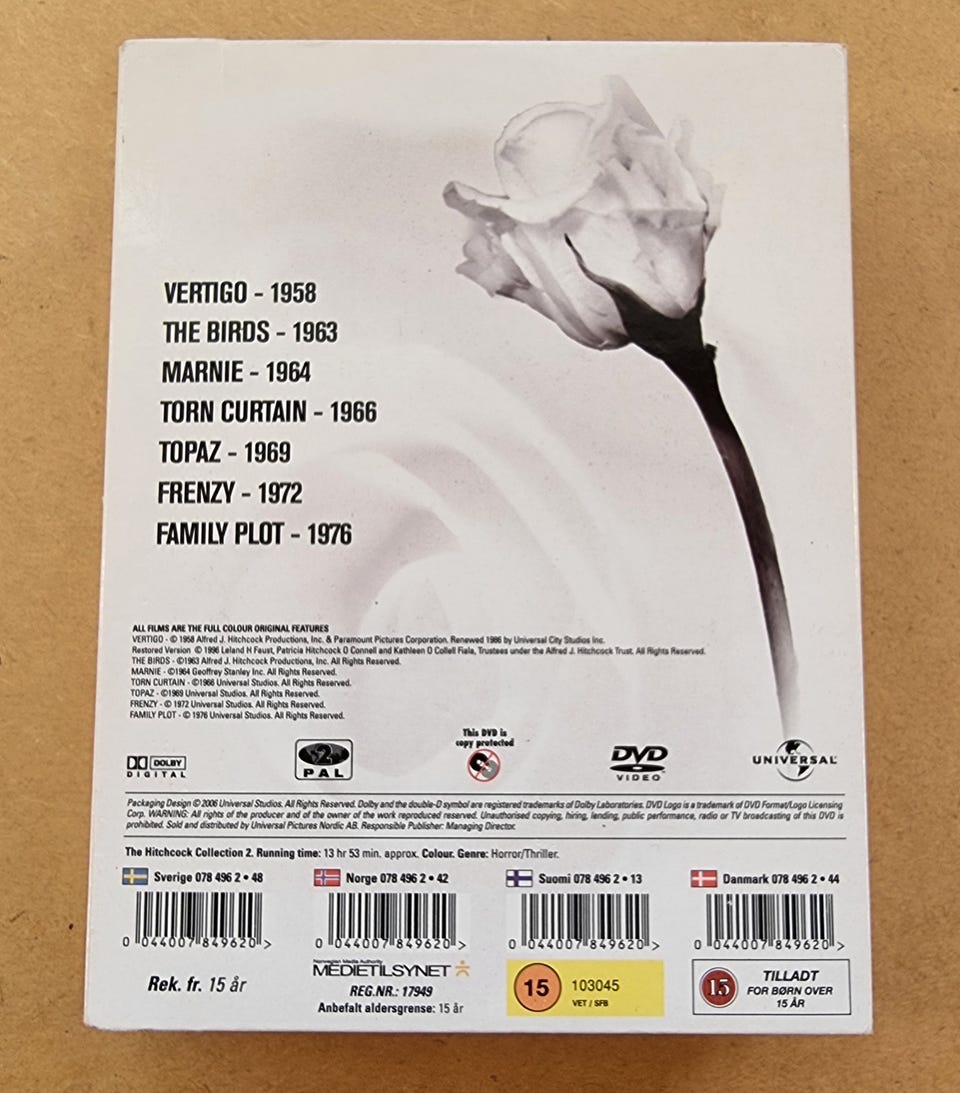 VERTIGO - 1958
THE BIRDS - 1963
MARNIE - 1964
TORN CURTAIN - 1966
TOPAZ - 1969
FRENZY - 1972
FAMILY PLOT - 1976
ALL FILMS ARE THE FULL COLOUR ORIGINAL FEATURES
VERTIGO - © 1958 Alfred J. Hitchcock Productions, Inc. & Paramount Pictures Corporation. Renewed 1986 by Universal City Studios Inc.
Restored Version © 1996 Leland H Faust, Patricia Hitchcock O Connell and Kathleen O Collell Fiala, Trustees under the Alfred J. Hitchcock Trust. All Rights Reserved.
THE BIRDS - ©1963 Alfred J. Hitchcock Productions, Inc. All Rights Reserved.
MARNIE - ©1964 Geoffrey Stanley Inc. All Rights Reserved.
TORN CURTAIN - ©1966 Universal Studios. All Rights Reserved.
TOPAZ - ©1969 Universal Studios. All Rights Reserved.
FRENZY - © 1972 Universal Studios. All Rights Reserved.
FAMILY PLOT - © 1976 Universal Studios. All Rights Reserved.
DOLBY
DIGITAL
2
PAL
This DVD is
copy protected
DVD
VIDEO
UNIVERSAL
Packaging Design © 2006 Universal Studios. All Rights Reserved. Dolby and the double-D symbol are registered trademarks of Dolby Laboratories. DVD Logo is a trademark of DVD Format/Logo Licensing
Corp. WARNING: All rights of the producer and of the owner of the work reproduced reserved. Unauthorised copying, hiring, lending, public performance, radio or TV broadcasting of this DVD is
prohibited. Sold and distributed by Universal Pictures Nordic AB. Responsible Publisher: Managing Director.
The Hitchcock Collection 2. Running time: 13 hr 53 min, approx. Colour. Genre: Horror/Thriller.
Sverige 078 496 2 • 48
Norge 078 496 2 • 42
Suomi 078 496 2 • 13
Danmark 078 496 2 • 44
0 044007 849620 >
0 044007 849620 >
0 044007 849620 >
0 044007 849620 >
Rek. fr. 15 år
Norwegian Media Authority
MEDIETILSYNET
REG.NR.: 17949
Anbefalt aldersgrense: 15 år
15
103045
VET / SFB
15
TILLADT
FOR BØRN OVER
15 ÅR